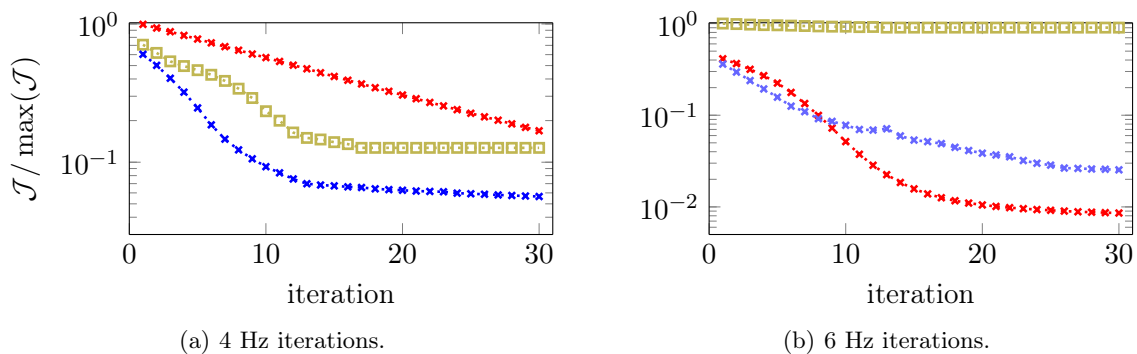 𝒥/ max(𝒥)
10^0
10^−1
0 10 20 30
iteration
(a) 4 Hz iterations.
10^0
10^−1
10^−2
0 10 20 30
iteration
(b) 6 Hz iterations.